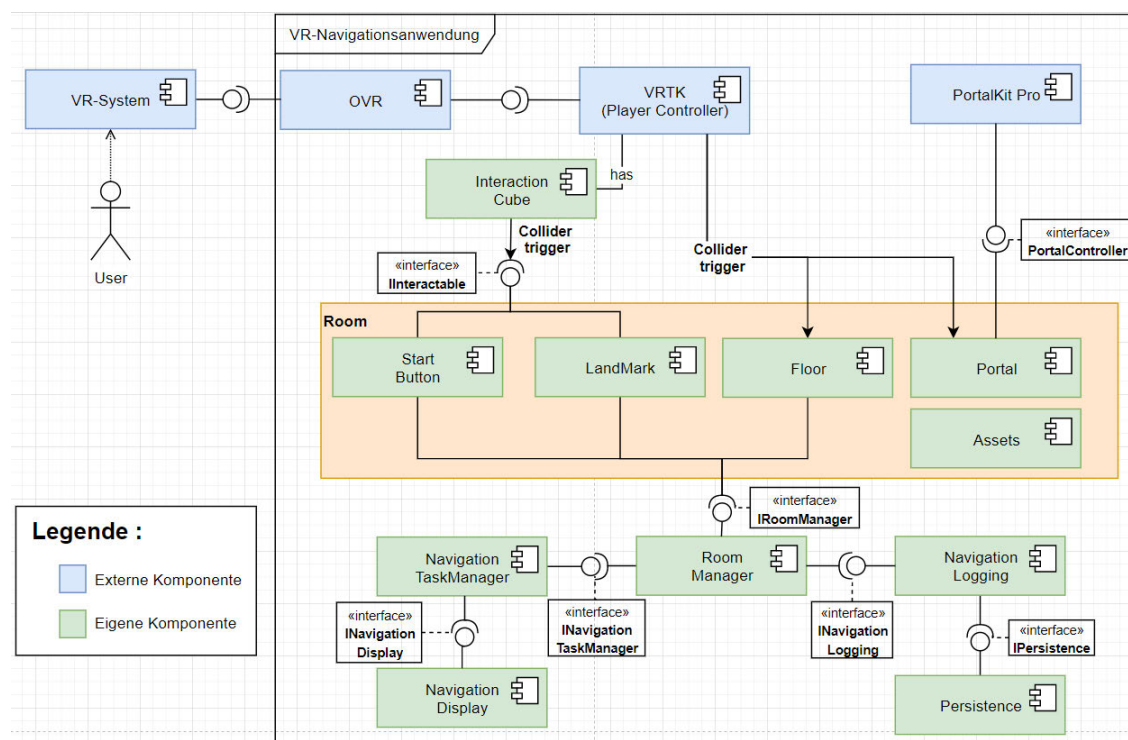 VR-Navigationsanwendung
VR-System
OVR
VRTK
(Player Controller)
PortalKit Pro
has
Interaction
Cube
User
Collider
trigger
Collider
trigger
«interface»
IInteractable
«interface»
PortalController
Room
Start
Button
LandMark
Floor
Portal
Assets
«interface»
IRoomManager
Legende :
Externe Komponente
Eigene Komponente
Navigation
TaskManager
Room
Manager
Navigation
Logging
«interface»
INavigation
Display
«interface»
INavigation
TaskManager
«interface»
INavigation
Logging
«interface»
IPersistence
Navigation
Display
Persistence